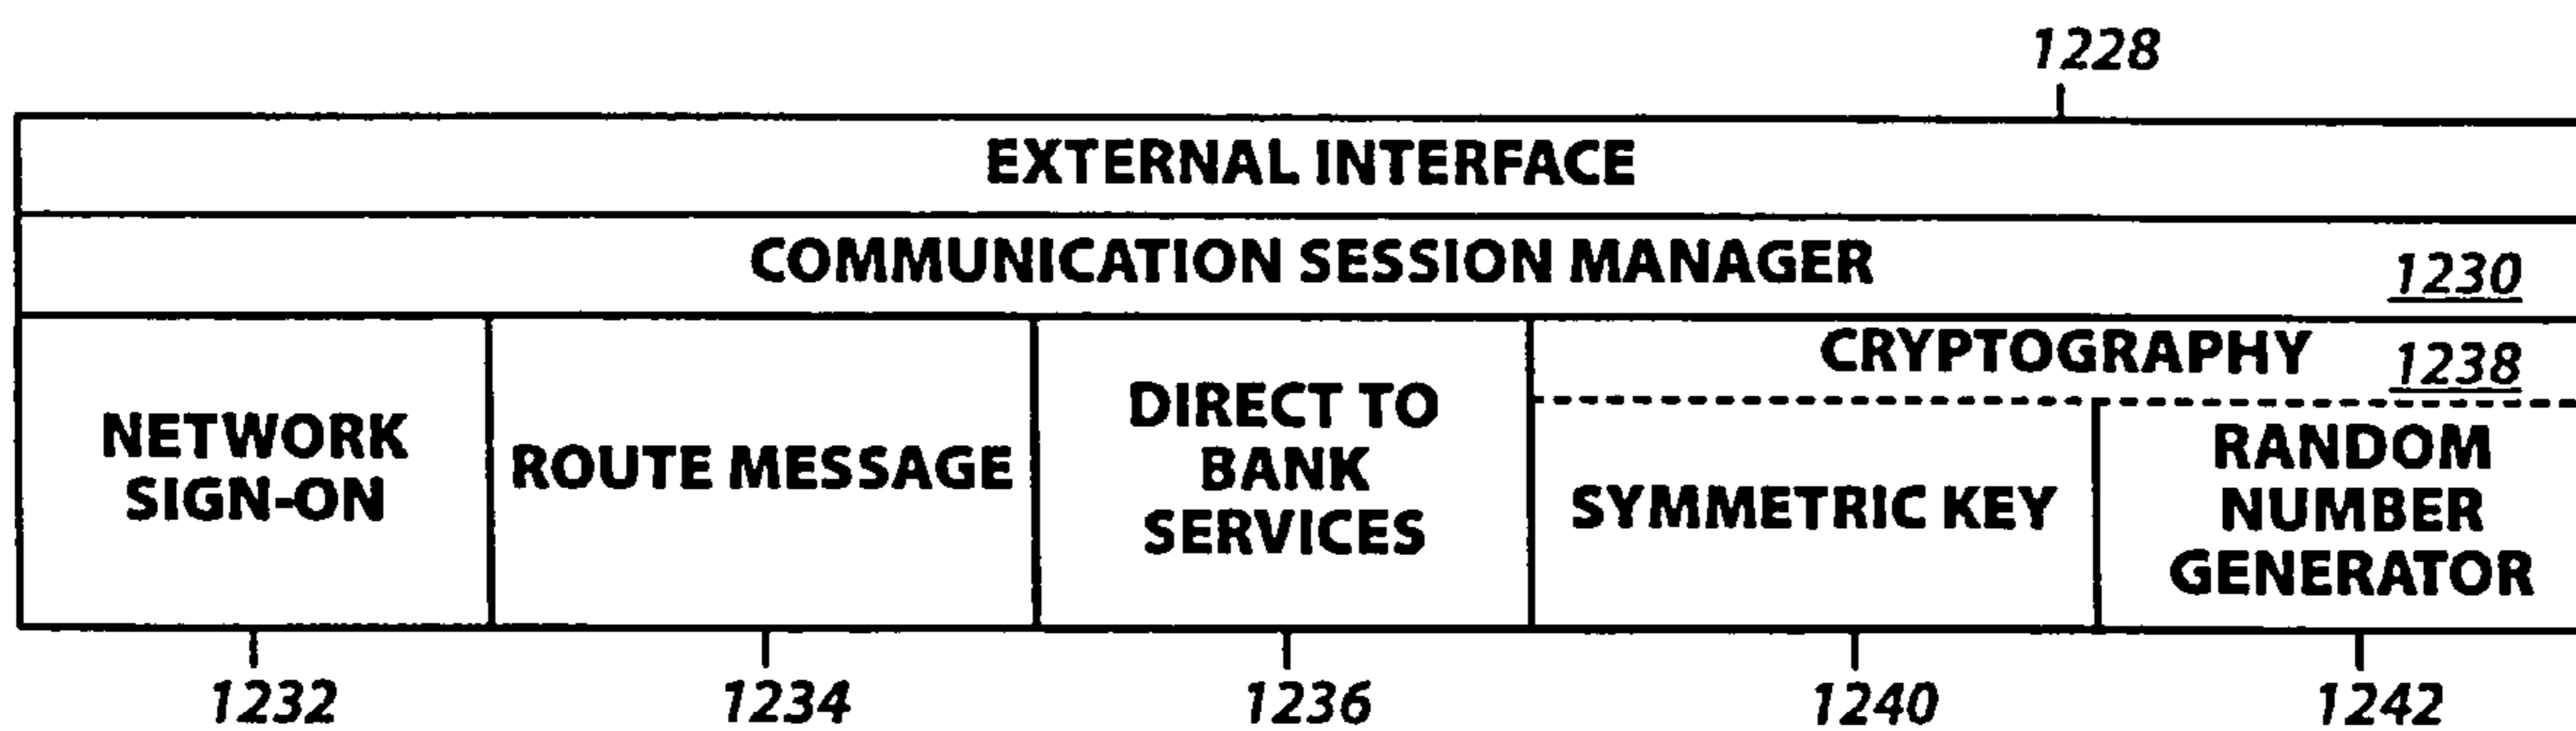 1228
EXTERNAL INTERFACE
COMMUNICATION SESSION MANAGER
1230
NETWORK
SIGN-ON
ROUTE MESSAGE
DIRECT TO
BANK
SERVICES
CRYPTOGRAPHY
1238
SYMMETRIC KEY
RANDOM
NUMBER
GENERATOR
1232
1234
1236
1240
1242